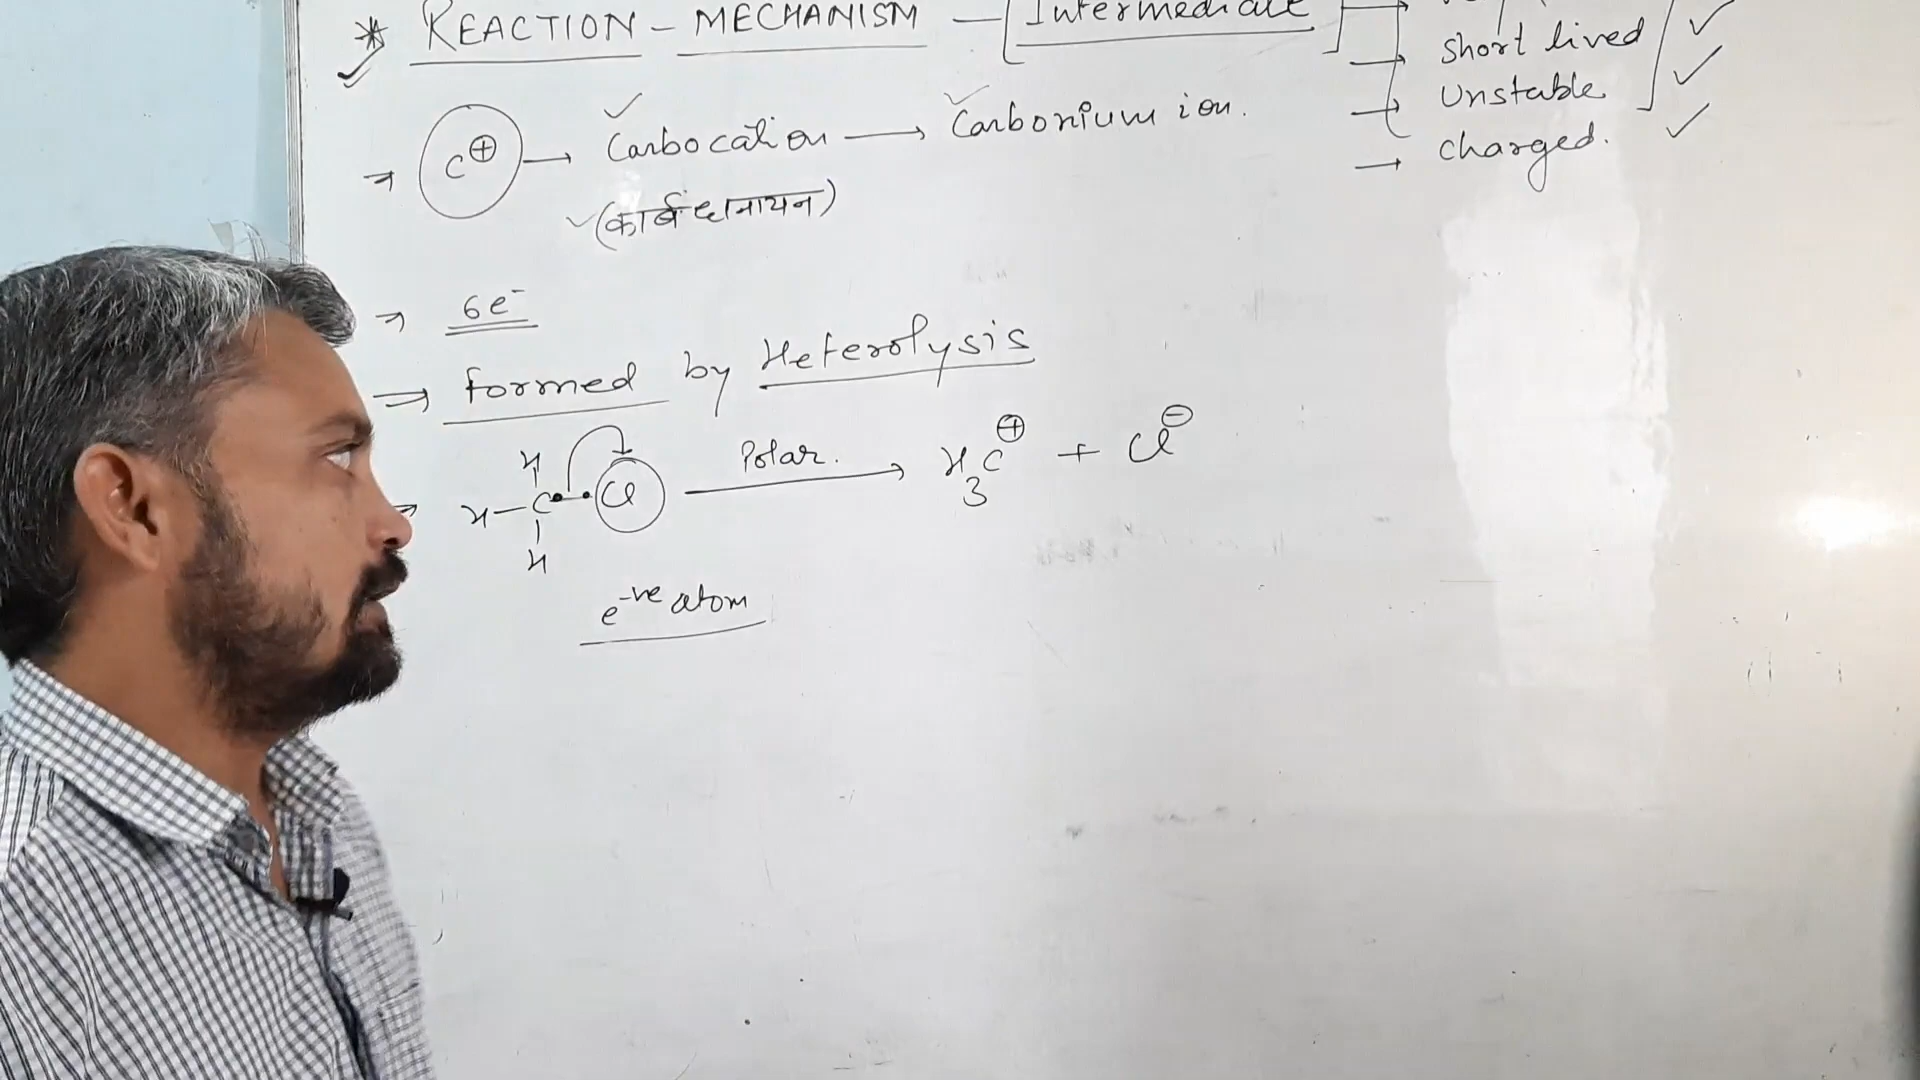 * REACTION - MECHANISM - [Intermediate] →
→ short lived
→ Unstable
→ charged.
→ C⊕ → Carbocation → Carbonium ion.
(कार्बधनायन)
→ 6e⁻
→ formed by Heterolysis
H
→ H-C-Cl Polar. → H₃C⊕ + Cl⊖
H
e⁻ᵛᵉ atom